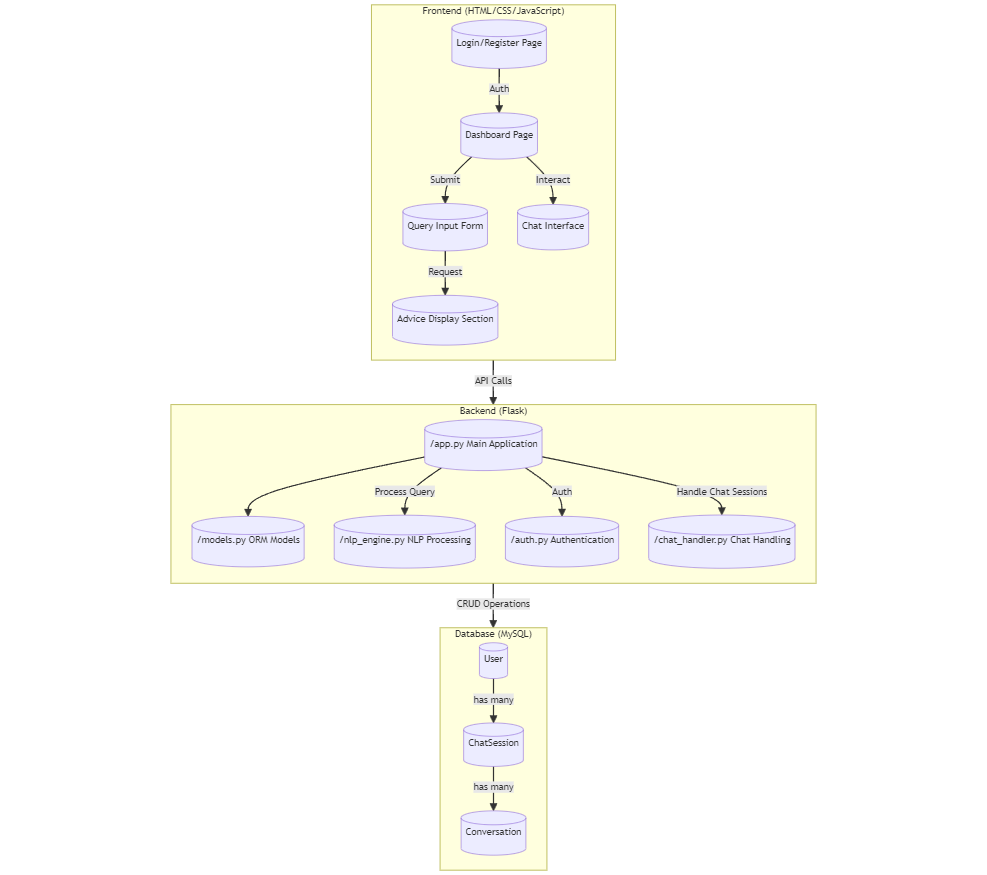 Frontend (HTML/CSS/JavaScript)
Login/Register Page
Auth
Dashboard Page
Submit
Interact
Query Input Form
Chat Interface
Request
Advice Display Section
API Calls
Backend (Flask)
/app.py Main Application
Process Query
Auth
Handle Chat Sessions
/models.py ORM Models
/nlp_engine.py NLP Processing
/auth.py Authentication
/chat_handler.py Chat Handling
CRUD Operations
Database (MySQL)
User
has many
ChatSession
has many
Conversation